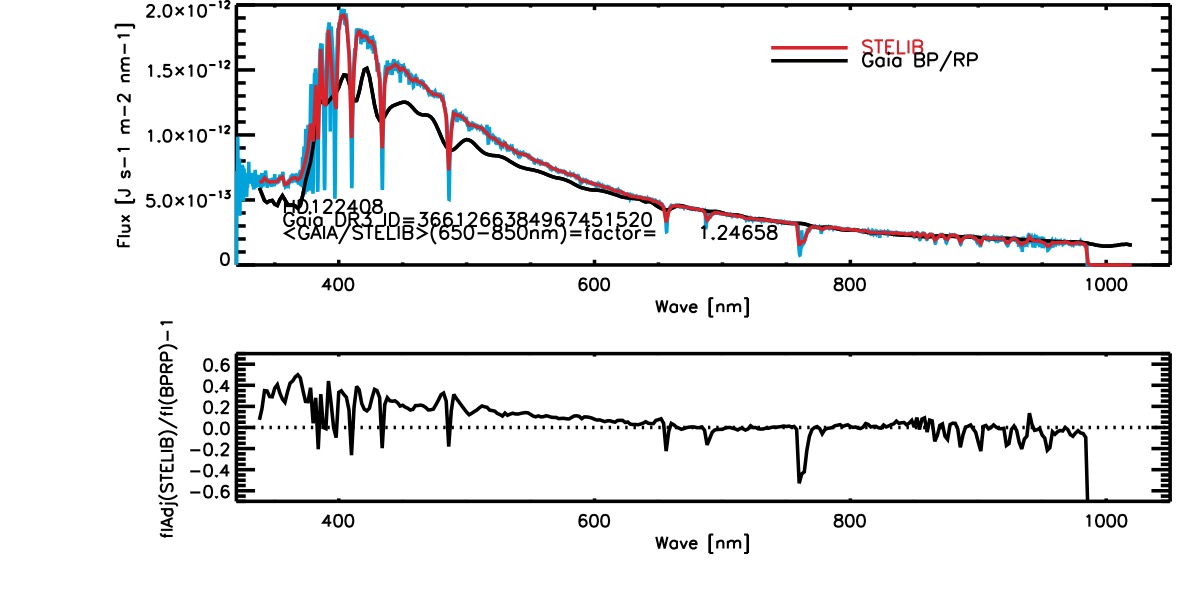 2.0×10−12
1.5×10−12
1.0×10−12
5.0×10−13
0
Flux [J s−1 m−2 nm−1]
STELIB
Gaia BP/RP
HD122408
Gaia DR3 ID=3661266384967451520
<GAIA/STELIB>(650−850nm)=factor= 1.24658
400 600 800 1000
Wave [nm]
0.6
0.4
0.2
0.0
−0.2
−0.4
−0.6
flAdj(STELIB)/fl(BPRP)−1
400 600 800 1000
Wave [nm]